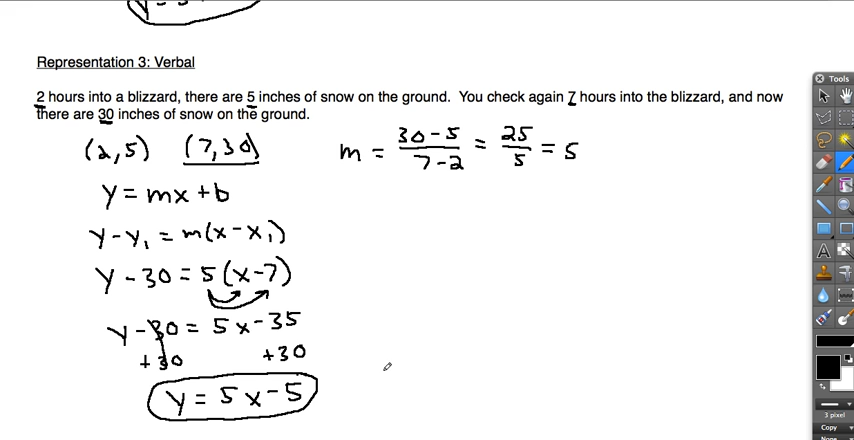 Representation 3: Verbal
2 hours into a blizzard, there are 5 inches of snow on the ground. You check again 7 hours into the blizzard, and now
there are 30 inches of snow on the ground.
(2,5) (7,30) m = (30-5)/(7-2) = 25/5 = 5
y = mx + b
y - y₁ = m(x - x₁)
y - 30 = 5(x - 7)
y - 30 = 5x - 35
+30 +30
y = 5x - 5
Tools
A
3 pixel
Copy
None